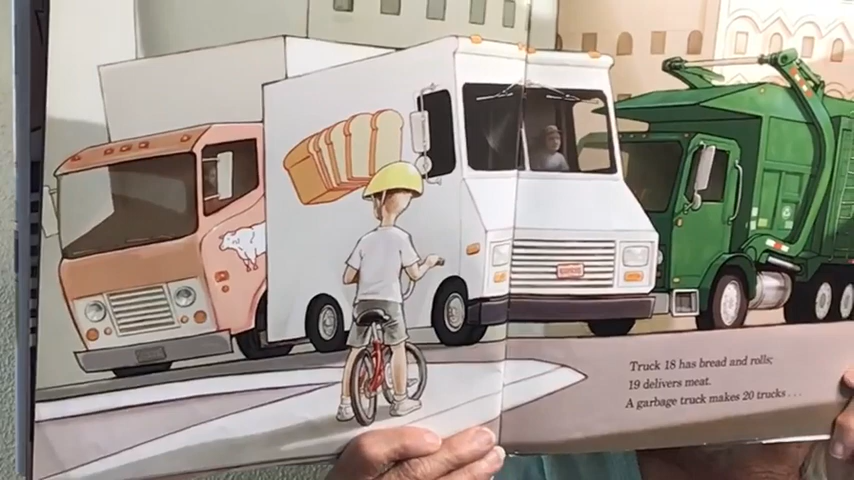 Truck 18 has bread and rolls;
19 delivers meat.
A garbage truck makes 20 trucks . . .